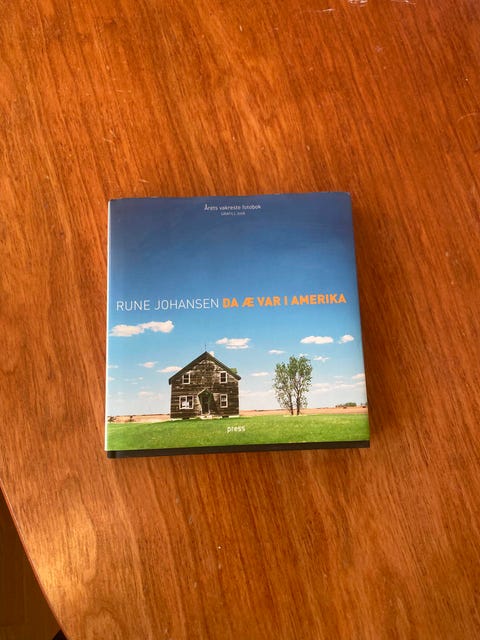 Årets vakreste fotobok
RUNE JOHANSEN DA Æ VAR I AMERIKA
press